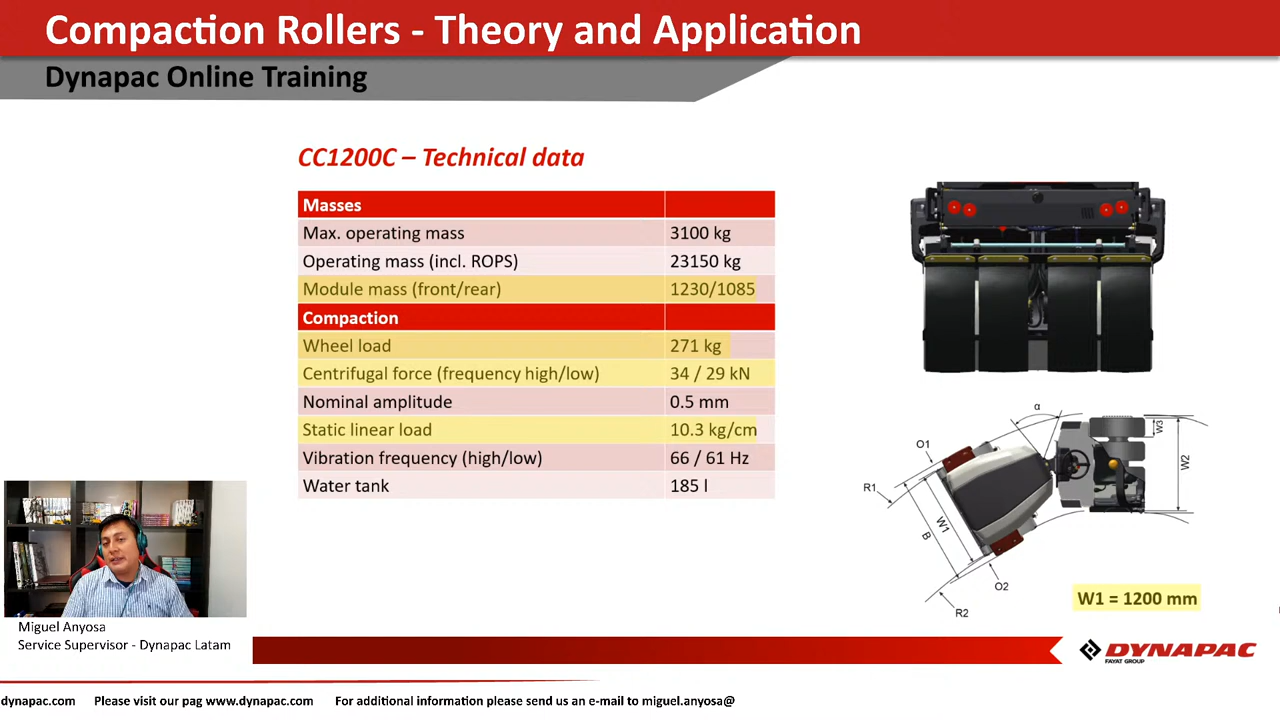 Compaction Rollers - Theory and Application
Dynapac Online Training
CC1200C – Technical data
Masses
Max. operating mass 3100 kg
Operating mass (incl. ROPS) 23150 kg
Module mass (front/rear) 1230/1085
Compaction
Wheel load 271 kg
Centrifugal force (frequency high/low) 34 / 29 kN
Nominal amplitude 0.5 mm
Static linear load 10.3 kg/cm
Vibration frequency (high/low) 66 / 61 Hz
Water tank 185 l
α
O1
W3
W2
R1
W1
B
O2
R2
W1 = 1200 mm
Miguel Anyosa
Service Supervisor - Dynapac Latam
DYNAPAC
FAYAT GROUP
dynapac.com Please visit our pag www.dynapac.com For additional information please send us an e-mail to miguel.anyosa@